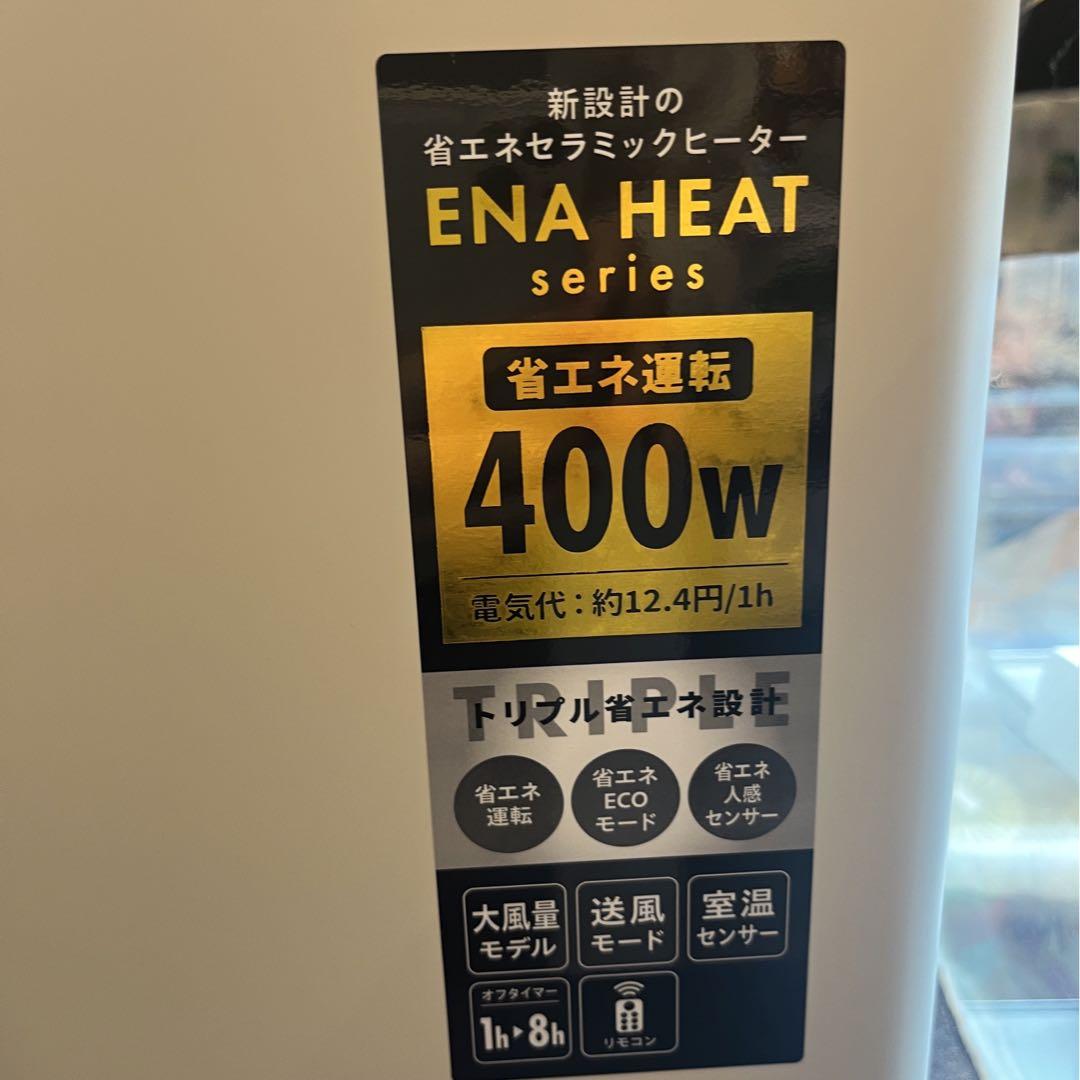 新設計の
省エネセラミックヒーター
ENA HEAT
series
省エネ運転
400W
電気代：約12.4円/1h
TRIPLE
トリプル省エネ設計
省エネ
運転
省エネ
ECO
モード
省エネ
人感
センサー
大風量
モデル
送風
モード
室温
センサー
オフタイマー
1h▶8h
リモコン